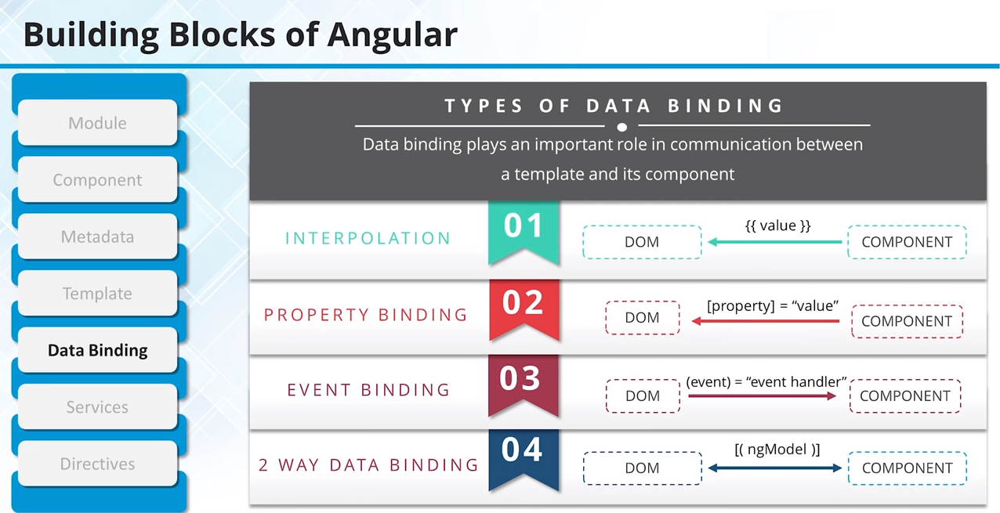 Building Blocks of Angular
Module
Component
Metadata
Template
Data Binding
Services
Directives
TYPES OF DATA BINDING
Data binding plays an important role in communication between
a template and its component
INTERPOLATION
01
DOM
{{ value }}
COMPONENT
PROPERTY BINDING
02
DOM
[property] = “value”
COMPONENT
EVENT BINDING
03
DOM
(event) = “event handler”
COMPONENT
2 WAY DATA BINDING
04
DOM
[( ngModel )]
COMPONENT